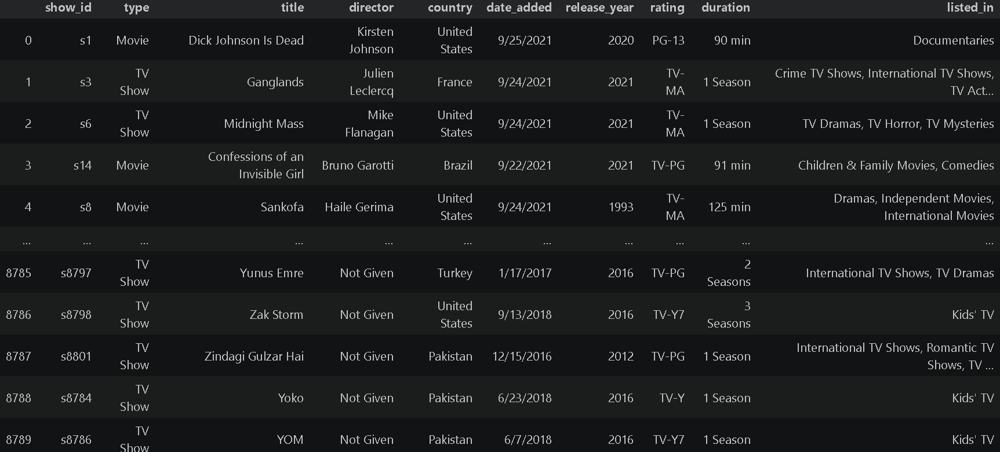 show_id type title director country date_added release_year rating duration listed_in
0 s1 Movie Dick Johnson Is Dead Kirsten Johnson United States 9/25/2021 2020 PG-13 90 min Documentaries
1 s3 TV Show Ganglands Julien Leclercq France 9/24/2021 2021 TV-MA 1 Season Crime TV Shows, International TV Shows, TV Act...
2 s6 TV Show Midnight Mass Mike Flanagan United States 9/24/2021 2021 TV-MA 1 Season TV Dramas, TV Horror, TV Mysteries
3 s14 Movie Confessions of an Invisible Girl Bruno Garotti Brazil 9/22/2021 2021 TV-PG 91 min Children & Family Movies, Comedies
4 s8 Movie Sankofa Haile Gerima United States 9/24/2021 1993 TV-MA 125 min Dramas, Independent Movies, International Movies
... ... ... ... ... ... ... ... ... ... ...
8785 s8797 TV Show Yunus Emre Not Given Turkey 1/17/2017 2016 TV-PG 2 Seasons International TV Shows, TV Dramas
8786 s8798 TV Show Zak Storm Not Given United States 9/13/2018 2016 TV-Y7 3 Seasons Kids' TV
8787 s8801 TV Show Zindagi Gulzar Hai Not Given Pakistan 12/15/2016 2012 TV-PG 1 Season International TV Shows, Romantic TV Shows, TV ...
8788 s8784 TV Show Yoko Not Given Pakistan 6/23/2018 2016 TV-Y 1 Season Kids' TV
8789 s8786 TV Show YOM Not Given Pakistan 6/7/2018 2016 TV-Y7 1 Season Kids' TV